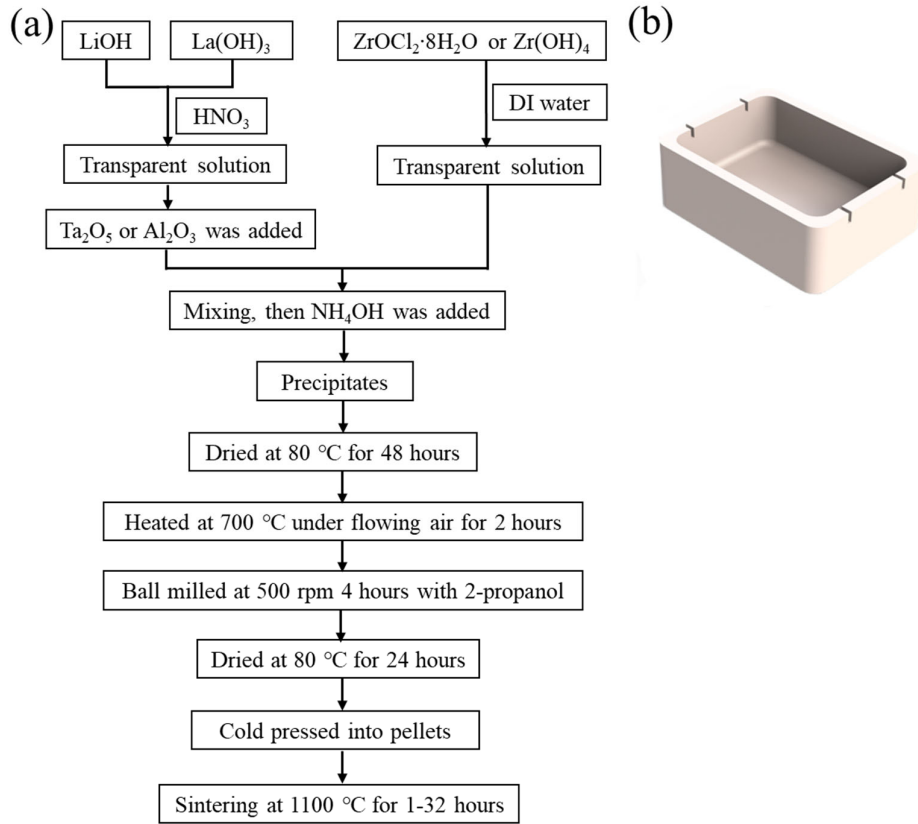 (a)
(b)
LiOH
La(OH)₃
ZrOCl₂·8H₂O or Zr(OH)₄
HNO₃
DI water
Transparent solution
Transparent solution
Ta₂O₅ or Al₂O₃ was added
Mixing, then NH₄OH was added
Precipitates
Dried at 80 °C for 48 hours
Heated at 700 °C under flowing air for 2 hours
Ball milled at 500 rpm 4 hours with 2-propanol
Dried at 80 °C for 24 hours
Cold pressed into pellets
Sintering at 1100 °C for 1-32 hours